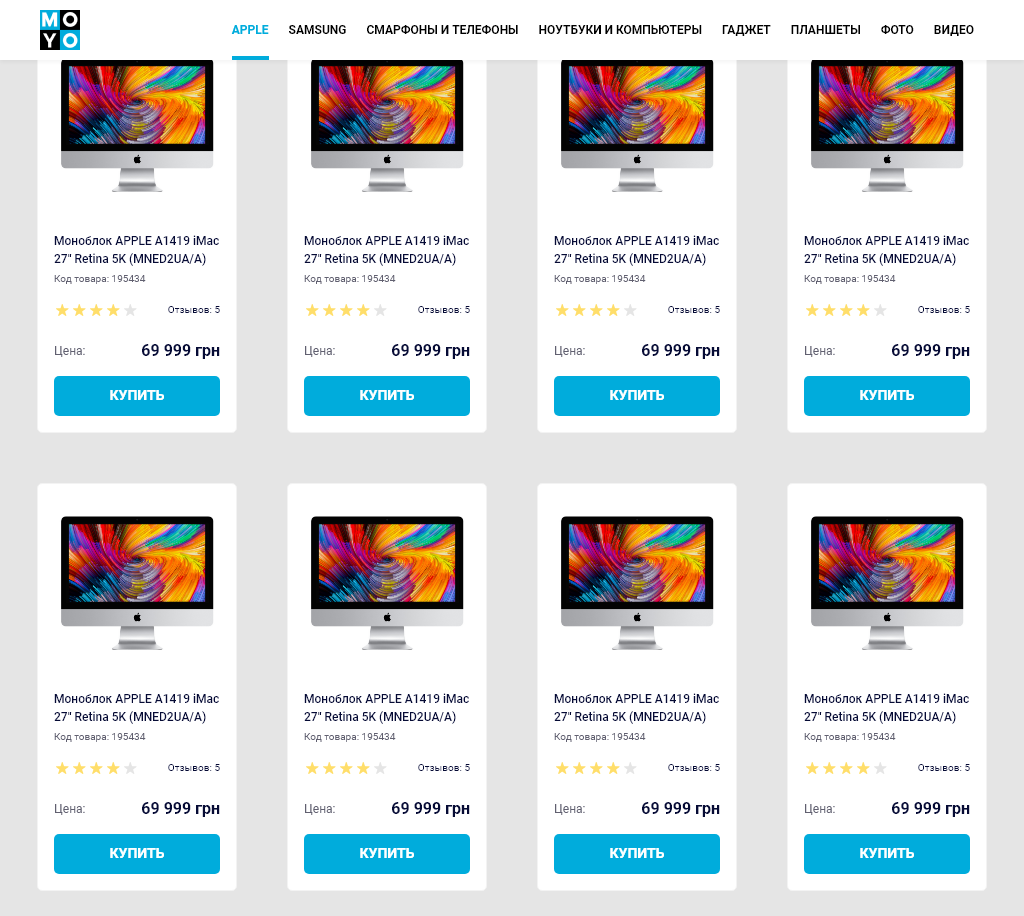 MO
YO
APPLE SAMSUNG СМАРФОНЫ И ТЕЛЕФОНЫ НОУТБУКИ И КОМПЬЮТЕРЫ ГАДЖЕТ ПЛАНШЕТЫ ФОТО ВИДЕО
Моноблок APPLE A1419 iMac
27" Retina 5K (MNED2UA/A)
Код товара: 195434
Отзывов: 5
Цена: 69 999 грн
КУПИТЬ
Моноблок APPLE A1419 iMac
27" Retina 5K (MNED2UA/A)
Код товара: 195434
Отзывов: 5
Цена: 69 999 грн
КУПИТЬ
Моноблок APPLE A1419 iMac
27" Retina 5K (MNED2UA/A)
Код товара: 195434
Отзывов: 5
Цена: 69 999 грн
КУПИТЬ
Моноблок APPLE A1419 iMac
27" Retina 5K (MNED2UA/A)
Код товара: 195434
Отзывов: 5
Цена: 69 999 грн
КУПИТЬ
Моноблок APPLE A1419 iMac
27" Retina 5K (MNED2UA/A)
Код товара: 195434
Отзывов: 5
Цена: 69 999 грн
КУПИТЬ
Моноблок APPLE A1419 iMac
27" Retina 5K (MNED2UA/A)
Код товара: 195434
Отзывов: 5
Цена: 69 999 грн
КУПИТЬ
Моноблок APPLE A1419 iMac
27" Retina 5K (MNED2UA/A)
Код товара: 195434
Отзывов: 5
Цена: 69 999 грн
КУПИТЬ
Моноблок APPLE A1419 iMac
27" Retina 5K (MNED2UA/A)
Код товара: 195434
Отзывов: 5
Цена: 69 999 грн
КУПИТЬ